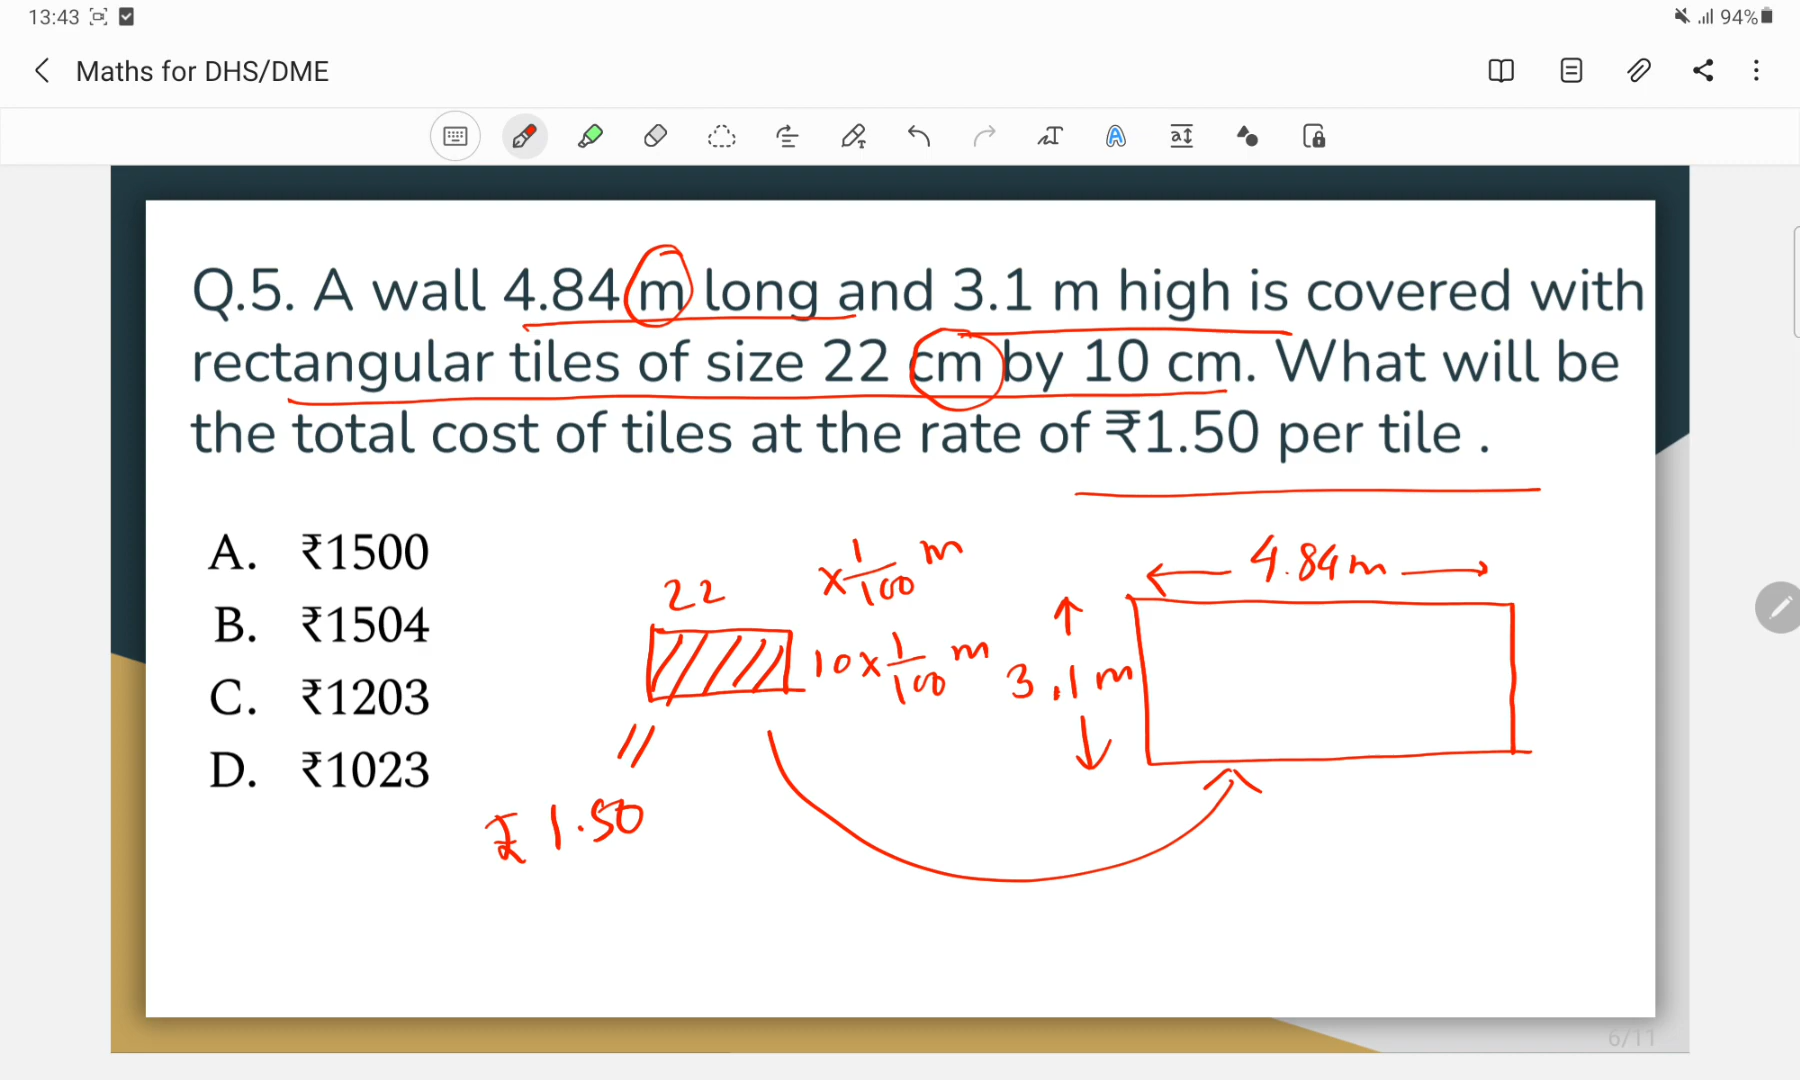 13:43
94%
Maths for DHS/DME
Q.5. A wall 4.84 m long and 3.1 m high is covered with
rectangular tiles of size 22 cm by 10 cm. What will be
the total cost of tiles at the rate of ₹1.50 per tile .
A. ₹1500
B. ₹1504
C. ₹1203
D. ₹1023
22 × 1/100 m
10 × 1/100 m
₹ 1.50
4.84 m
3.1 m
6/11